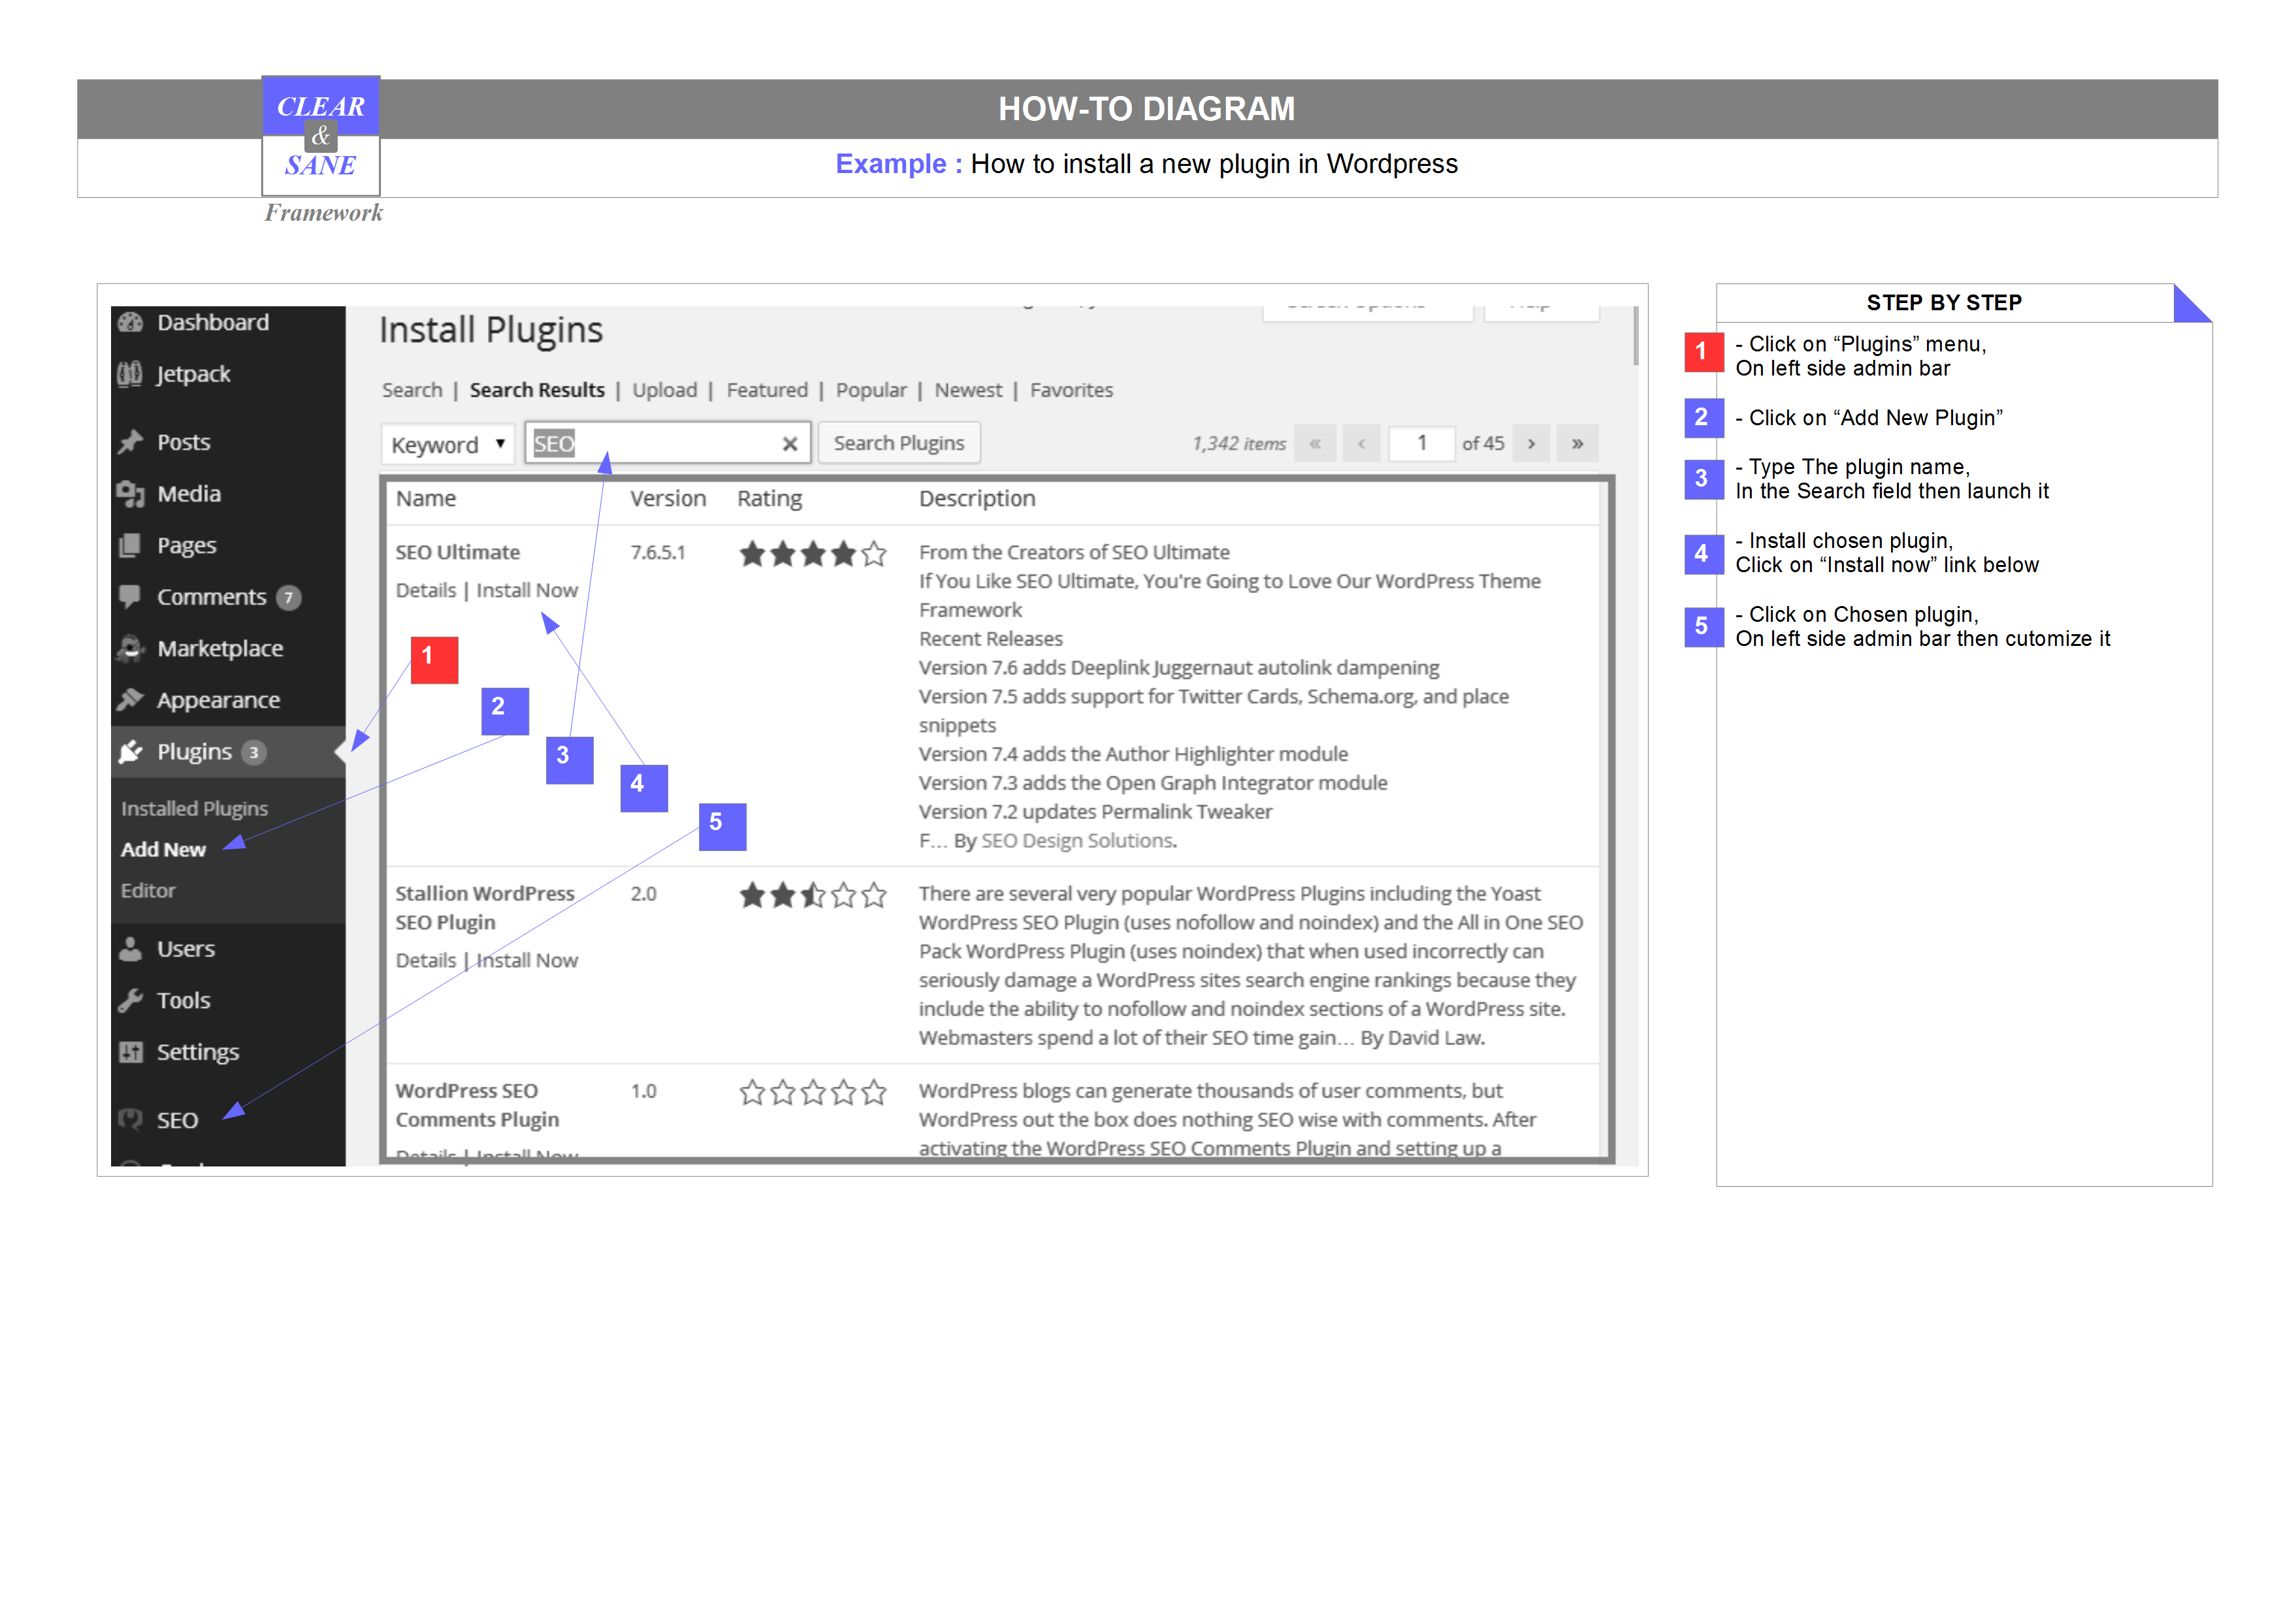 CLEAR
&
SANE
Framework
HOW-TO DIAGRAM
Example : How to install a new plugin in Wordpress
Dashboard
Jetpack
Posts
Media
Pages
Comments 7
Marketplace
Appearance
Plugins 3
Installed Plugins
Add New
Editor
Users
Tools
Settings
SEO
Install Plugins
Search | Search Results | Upload | Featured | Popular | Newest | Favorites
Keyword SEO Search Plugins 1,342 items « ‹ 1 of 45 › »
Name Version Rating Description
SEO Ultimate 7.6.5.1
Details | Install Now
From the Creators of SEO Ultimate
If You Like SEO Ultimate, You're Going to Love Our WordPress Theme
Framework
Recent Releases
Version 7.6 adds Deeplink Juggernaut autolink dampening
Version 7.5 adds support for Twitter Cards, Schema.org, and place
snippets
Version 7.4 adds the Author Highlighter module
Version 7.3 adds the Open Graph Integrator module
Version 7.2 updates Permalink Tweaker
F... By SEO Design Solutions.
1
2
3
4
5
Stallion WordPress
SEO Plugin
2.0
Details | Install Now
There are several very popular WordPress Plugins including the Yoast
WordPress SEO Plugin (uses nofollow and noindex) and the All in One SEO
Pack WordPress Plugin (uses noindex) that when used incorrectly can
seriously damage a WordPress sites search engine rankings because they
include the ability to nofollow and noindex sections of a WordPress site.
Webmasters spend a lot of their SEO time gain... By David Law.
WordPress SEO
Comments Plugin
1.0
Details | Install Now
WordPress blogs can generate thousands of user comments, but
WordPress out the box does nothing SEO wise with comments. After
activating the WordPress SEO Comments Plugin and setting up a
STEP BY STEP
1 - Click on “Plugins” menu,
On left side admin bar
2 - Click on “Add New Plugin”
3 - Type The plugin name,
In the Search field then launch it
4 - Install chosen plugin,
Click on “Install now” link below
5 - Click on Chosen plugin,
On left side admin bar then cutomize it